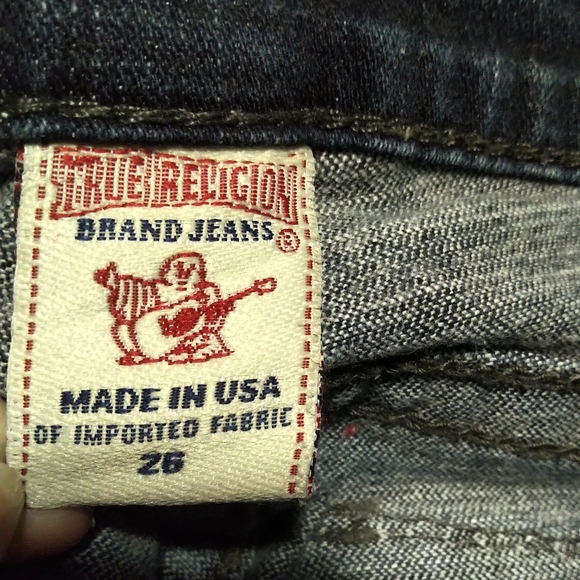 TRUE RELIGION
BRAND JEANS®
MADE IN USA
OF IMPORTED FABRIC
26